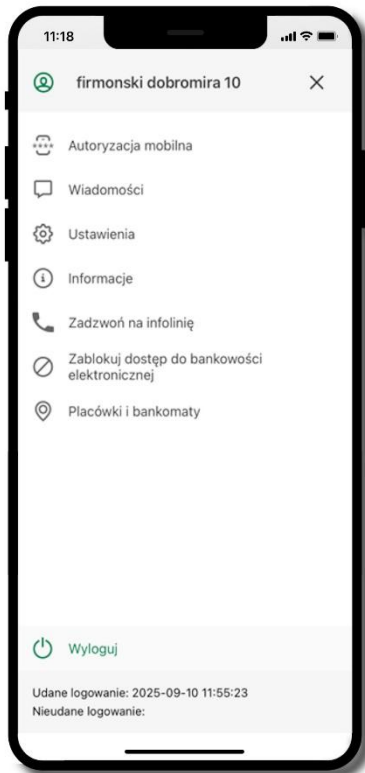 11:18
firmonski dobromira 10
Autoryzacja mobilna
Wiadomości
Ustawienia
Informacje
Zadzwoń na infolinię
Zablokuj dostęp do bankowości
elektronicznej
Placówki i bankomaty
Wyloguj
Udane logowanie: 2025-09-10 11:55:23
Nieudane logowanie: